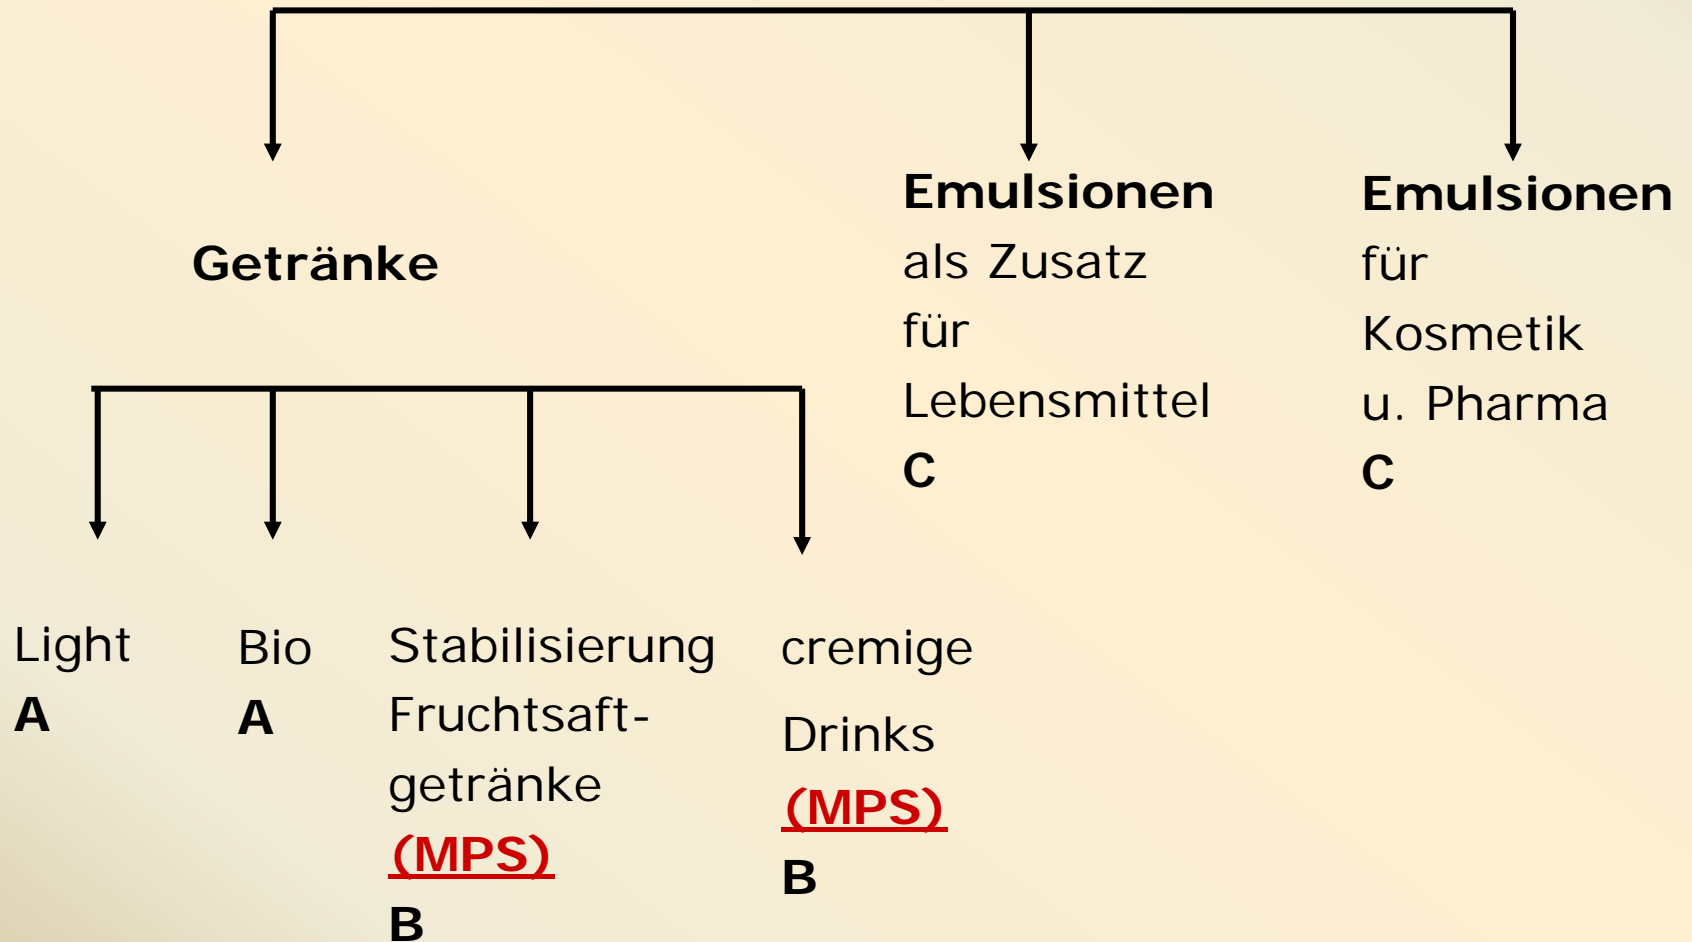 Getränke
Emulsionen
als Zusatz
für
Lebensmittel
C
Emulsionen
für
Kosmetik
u. Pharma
C
Light
A
Bio
A
Stabilisierung
Fruchtsaft-
getränke
(MPS)
B
cremige
Drinks
(MPS)
B